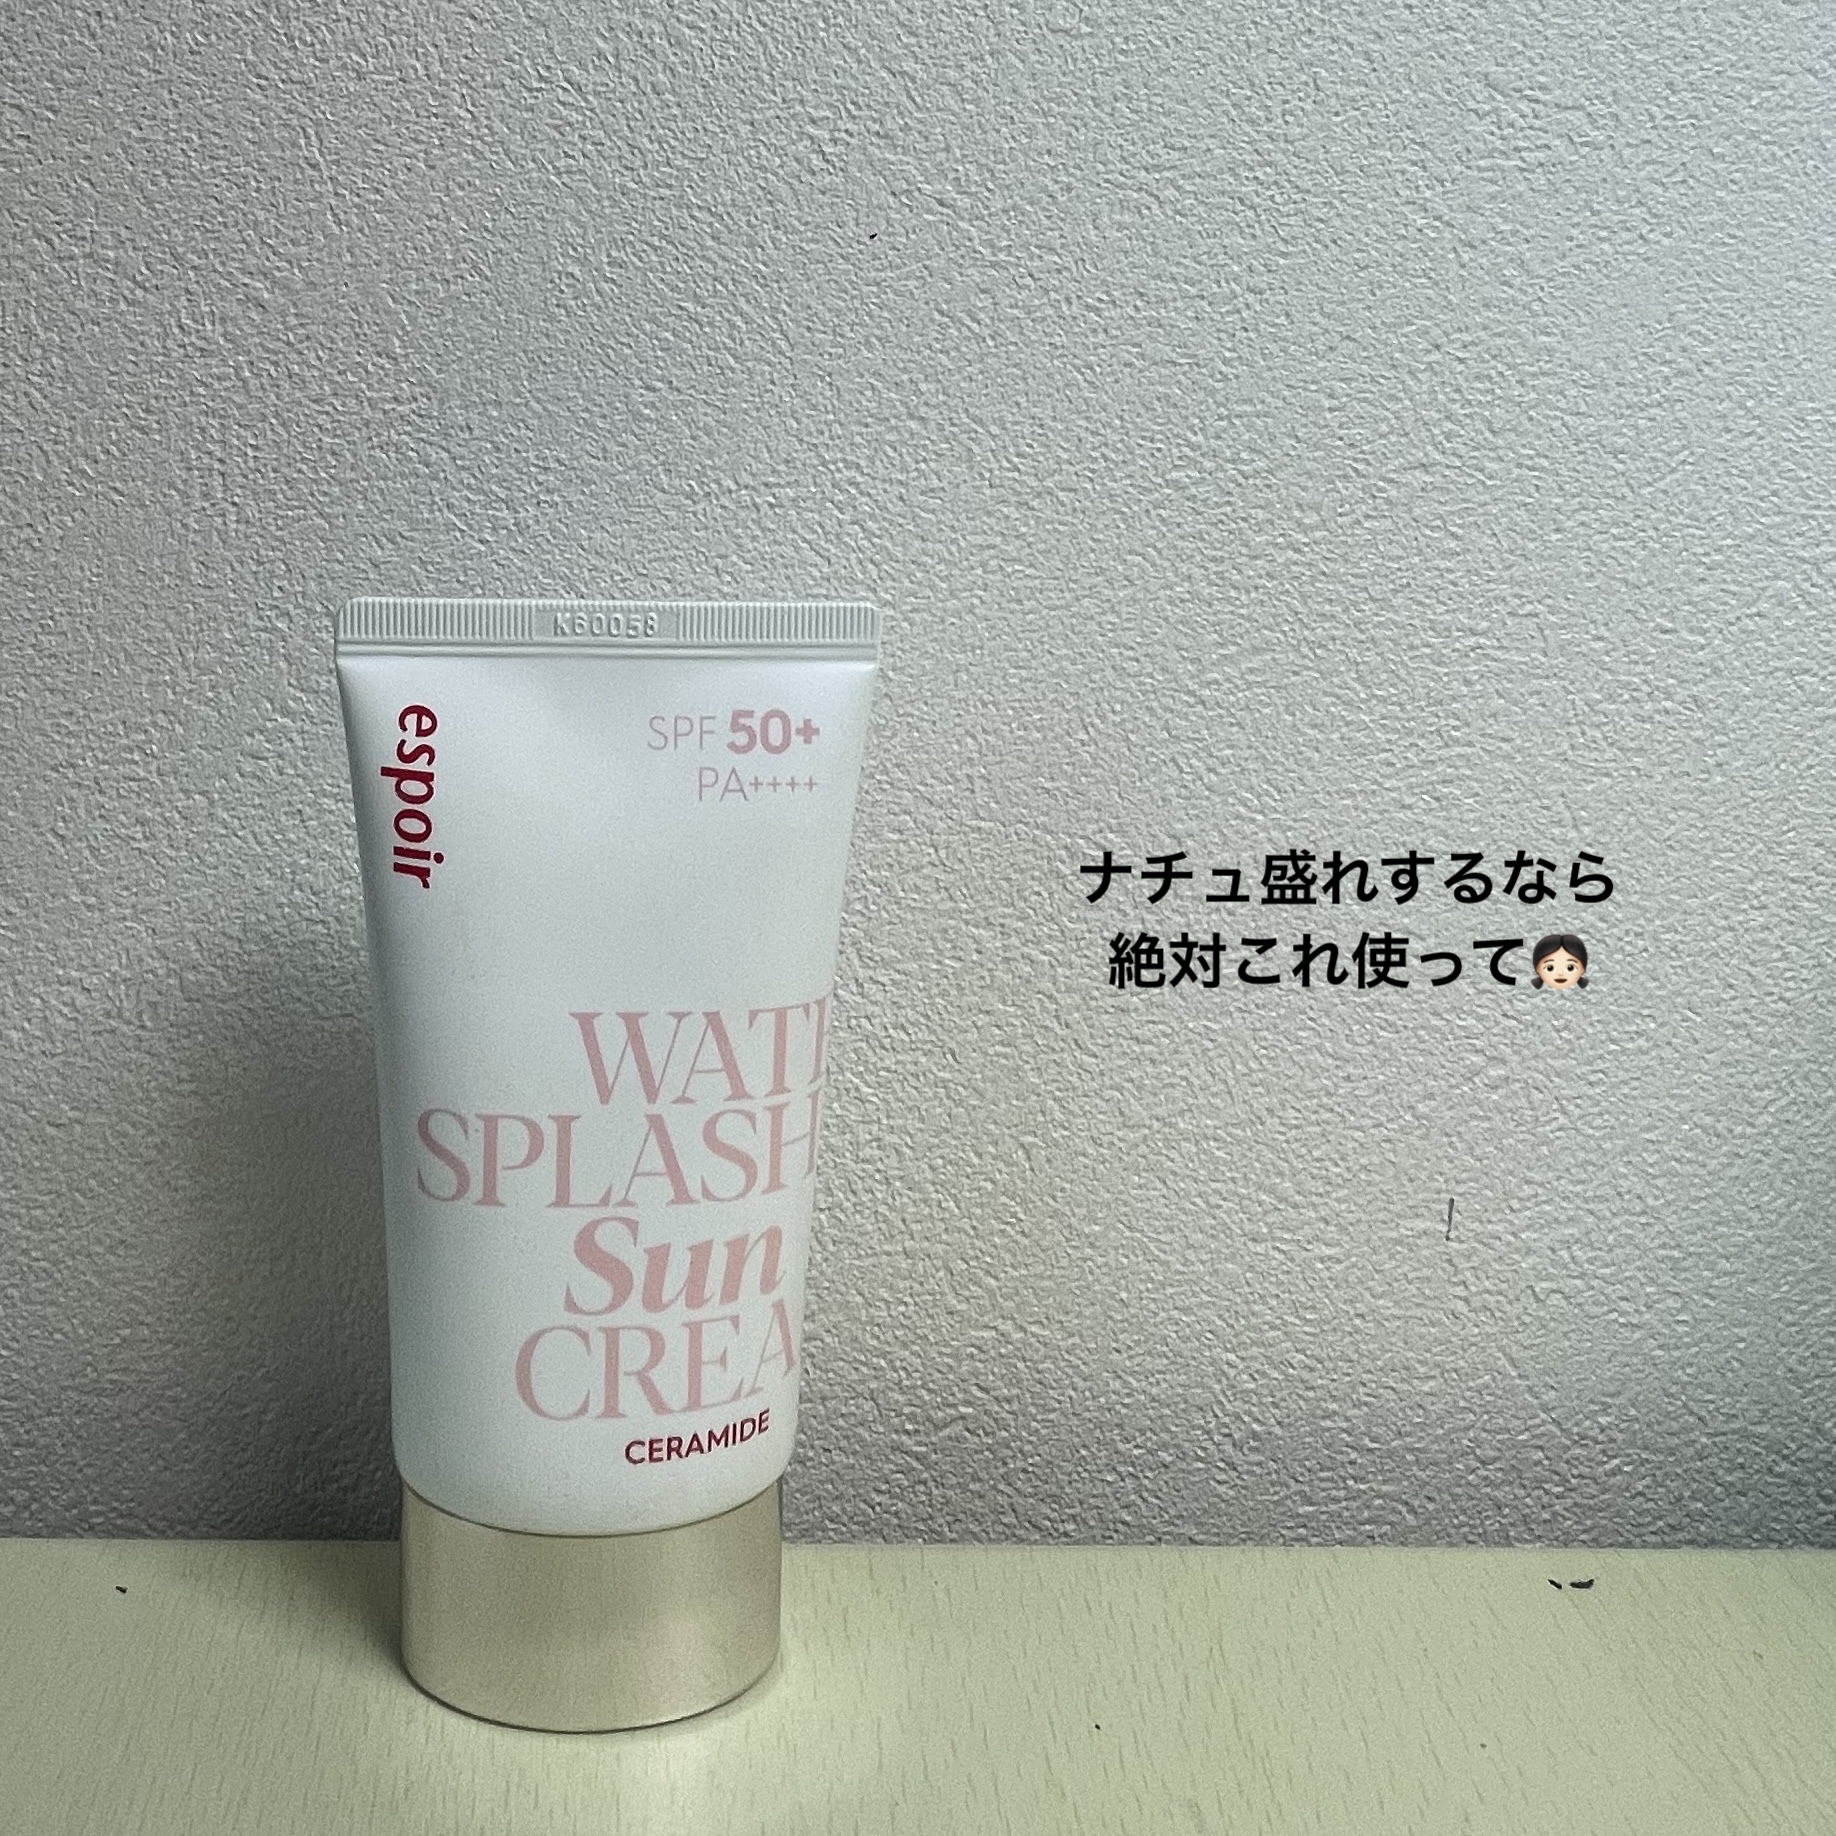 K60058
espoir
SPF 50+
PA++++
WATE
SPLASH
Sun
CREA
CERAMIDE
ナチュ盛れするなら
絶対これ使って👧🏻